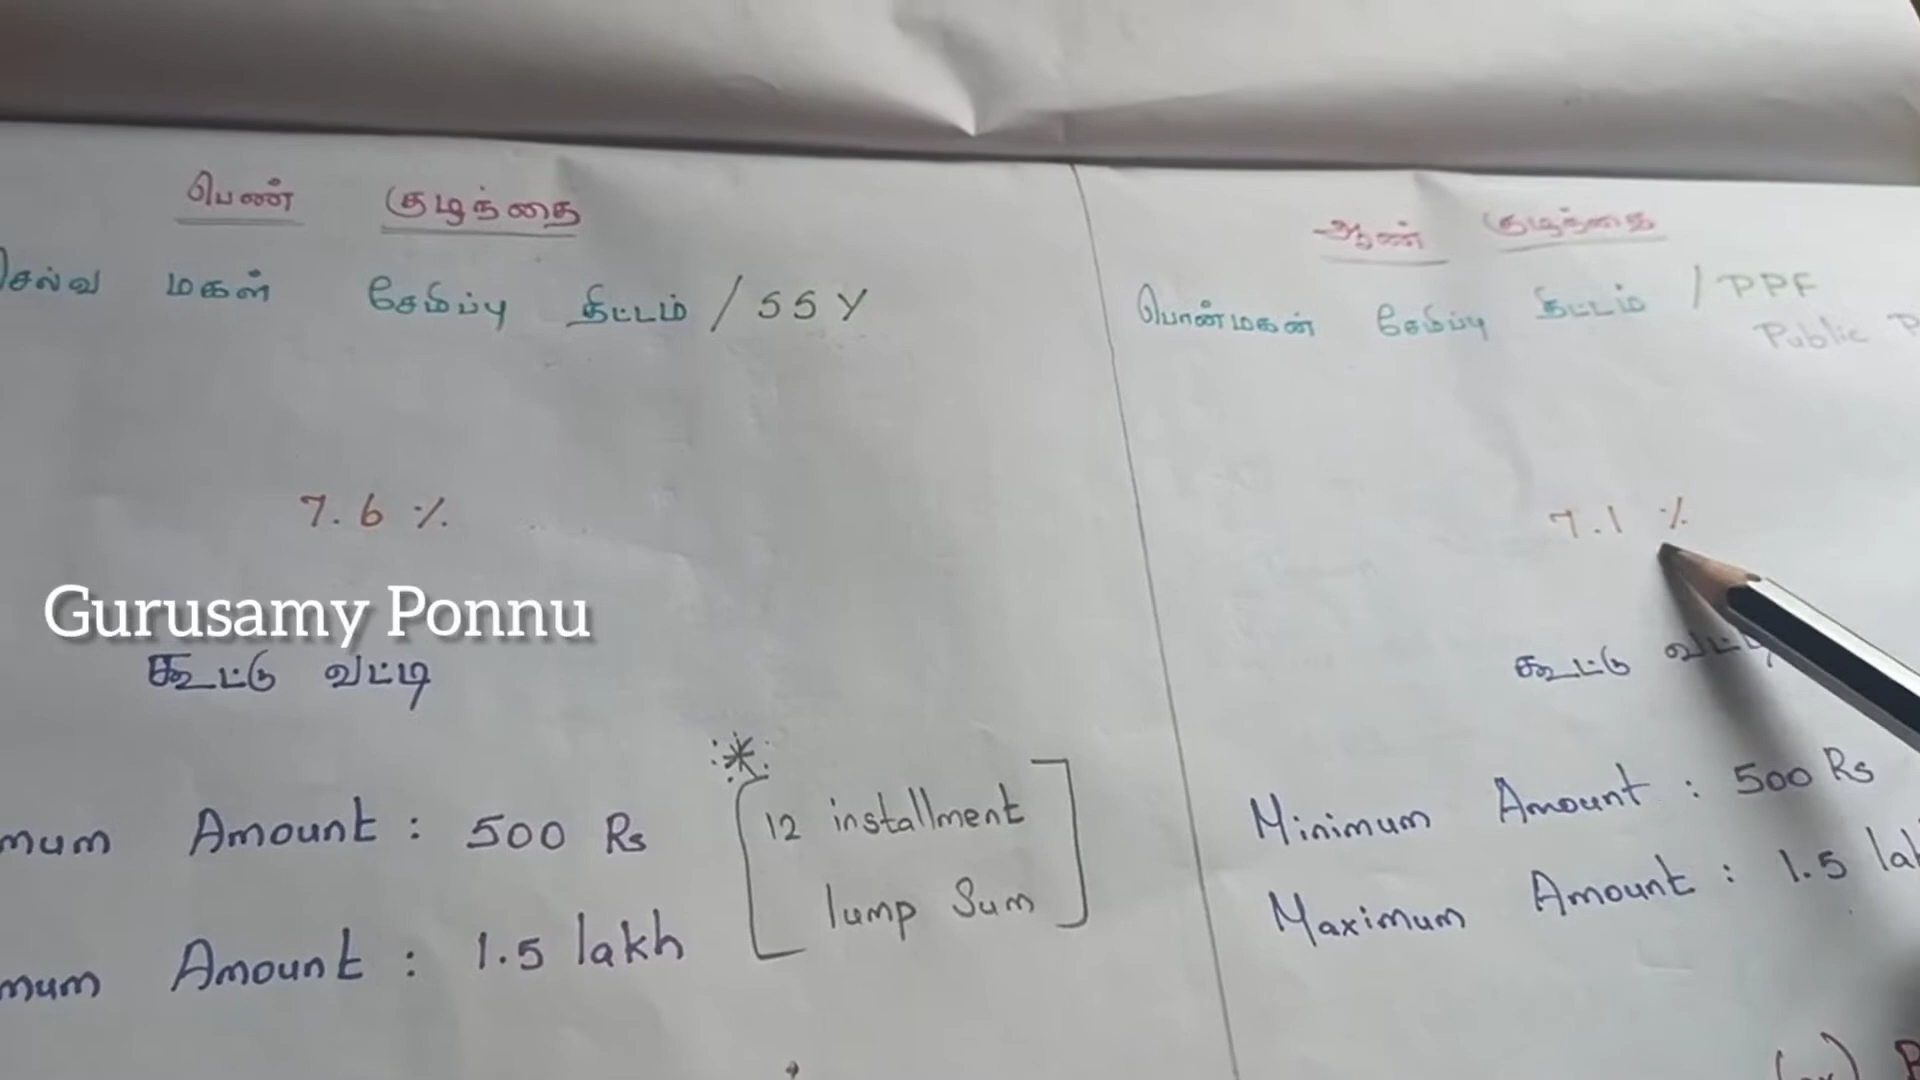 பெண் குழந்தை
செல்வ மகள் சேமிப்பு திட்டம் / SSY
7.6 %
Gurusamy Ponnu
கூட்டு வட்டி
mum Amount : 500 Rs
mum Amount : 1.5 lakh
12 installment
lump Sum
ஆண் குழந்தை
பொன்மகன் சேமிப்பு திட்டம் / PPF
Public P
7.1 %
கூட்டு வட்டி
Minimum Amount : 500 Rs
Maximum Amount : 1.5 lak